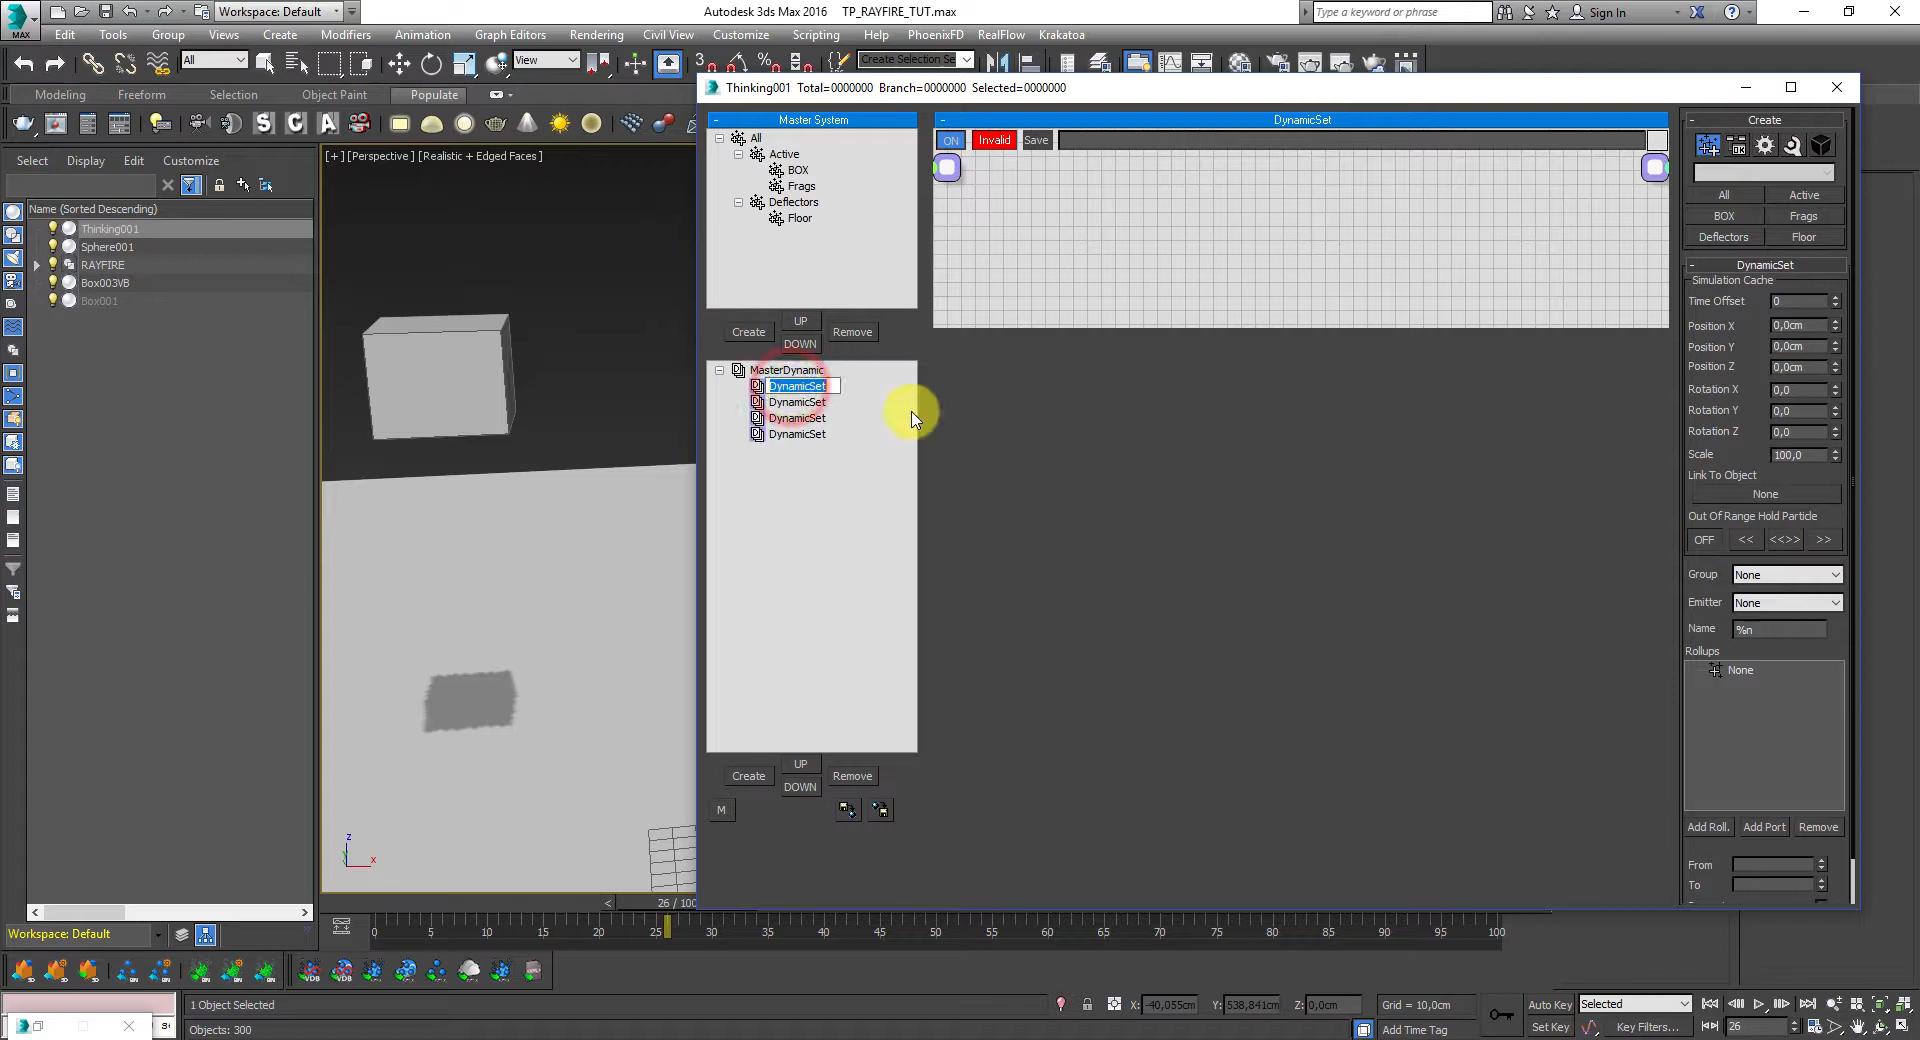 Workspace: Default
Autodesk 3ds Max 2016 TP_RAYFIRE_TUT.max
Type a keyword or phrase
Sign In
MAX
Edit Tools Group Views Create Modifiers Animation Graph Editors Rendering Civil View Customize Scripting Help PhoenixFD RealFlow Krakatoa
All
View
3
Create Selection Se
Modeling Freeform Selection Object Paint Populate
Thinking001 Total=0000000 Branch=0000000 Selected=0000000
S C A
Master System
DynamicSet
Create
ON Invalid Save
All
Active
BOX
Frags
Deflectors
Floor
Create UP Remove
DOWN
MasterDynamic
DynamicSet
DynamicSet
DynamicSet
DynamicSet
Create UP Remove
DOWN
M
All Active
BOX Frags
Deflectors Floor
DynamicSet
Simulation Cache
Time Offset 0
Position X 0,0cm
Position Y 0,0cm
Position Z 0,0cm
Rotation X 0,0
Rotation Y 0,0
Rotation Z 0,0
Scale 100,0
Link To Object
None
Out Of Range Hold Particle
OFF << <<>> >>
Group None
Emitter None
Name %n
Rollups
None
Add Roll. Add Port Remove
From
To
Select Display Edit Customize
Name (Sorted Descending)
Thinking001
Sphere001
RAYFIRE
Box003VB
Box001
[+] [Perspective] [Realistic + Edged Faces]
z
x
< 26 / 100
Workspace: Default
0 5 10 15 20 25 30 35 40 45 50 55 60 65 70 75 80 85 90 95 100
1 Object Selected
X: -40,055cm Y: 538,841cm Z: 0,0cm Grid = 10,0cm
Auto Key Selected
Objects: 300
Add Time Tag
Set Key Key Filters...
26